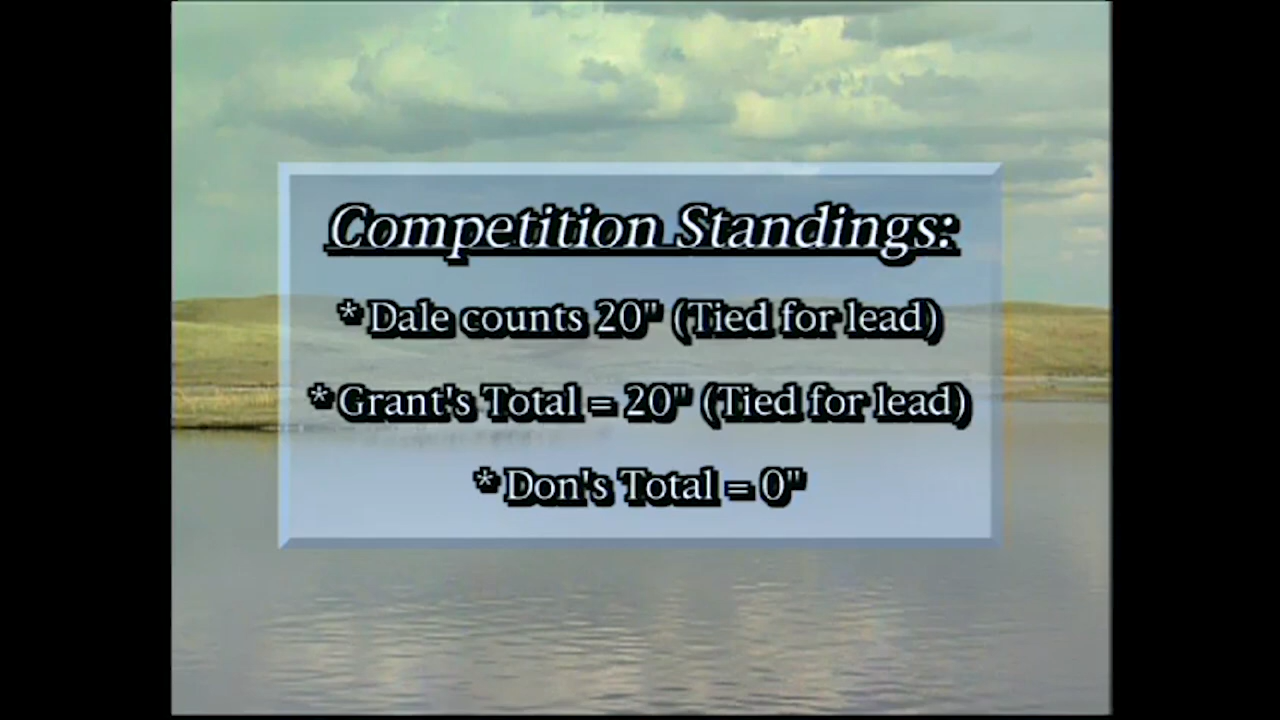 Competition Standings:
* Dale counts 20" (Tied for lead)
* Grant's Total = 20" (Tied for lead)
* Don's Total = 0"